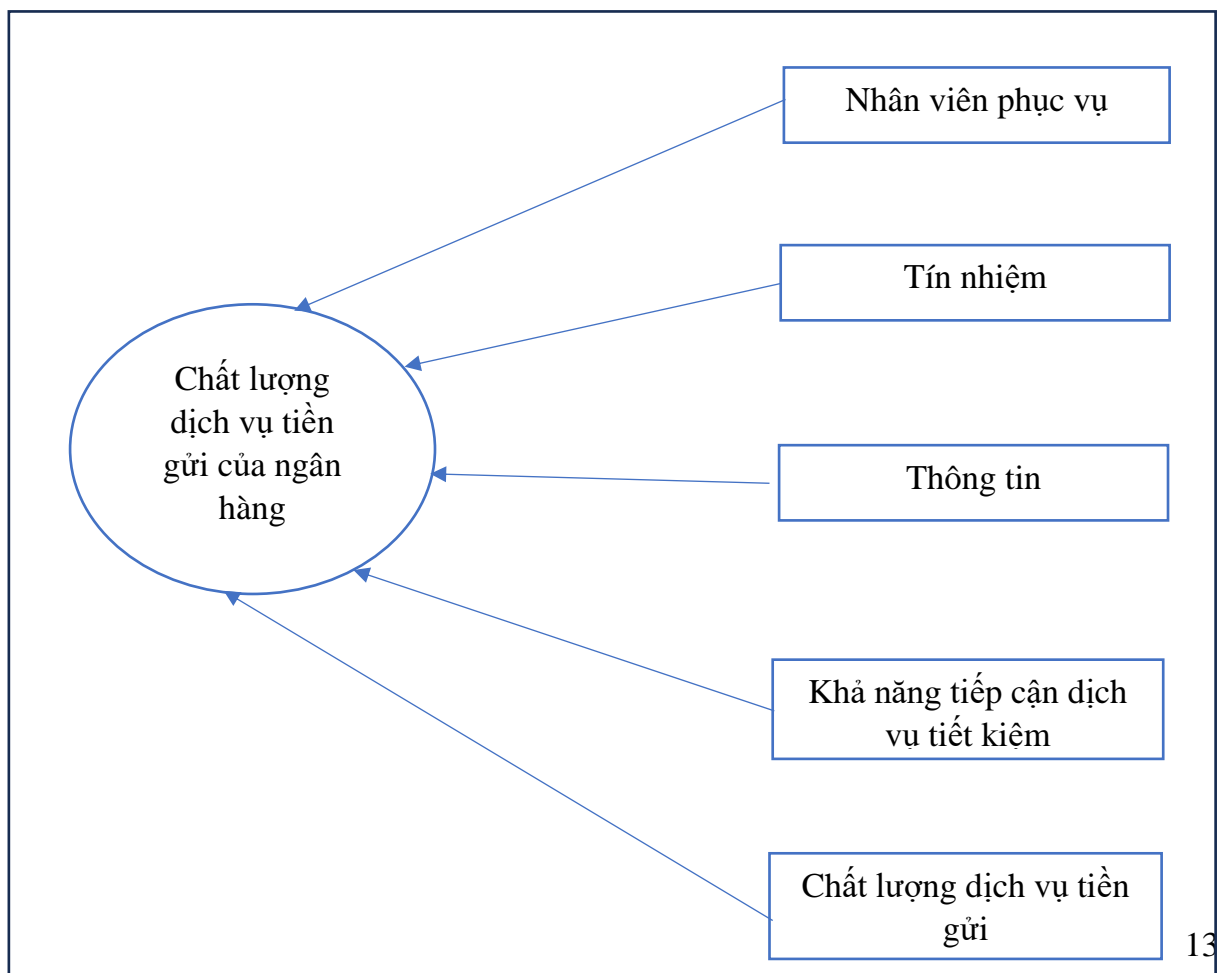 Nhân viên phục vụ
Tín nhiệm
Chất lượng
dịch vụ tiền
gửi của ngân
hàng
Thông tin
Khả năng tiếp cận dịch
vụ tiết kiệm
Chất lượng dịch vụ tiền
gửi
13